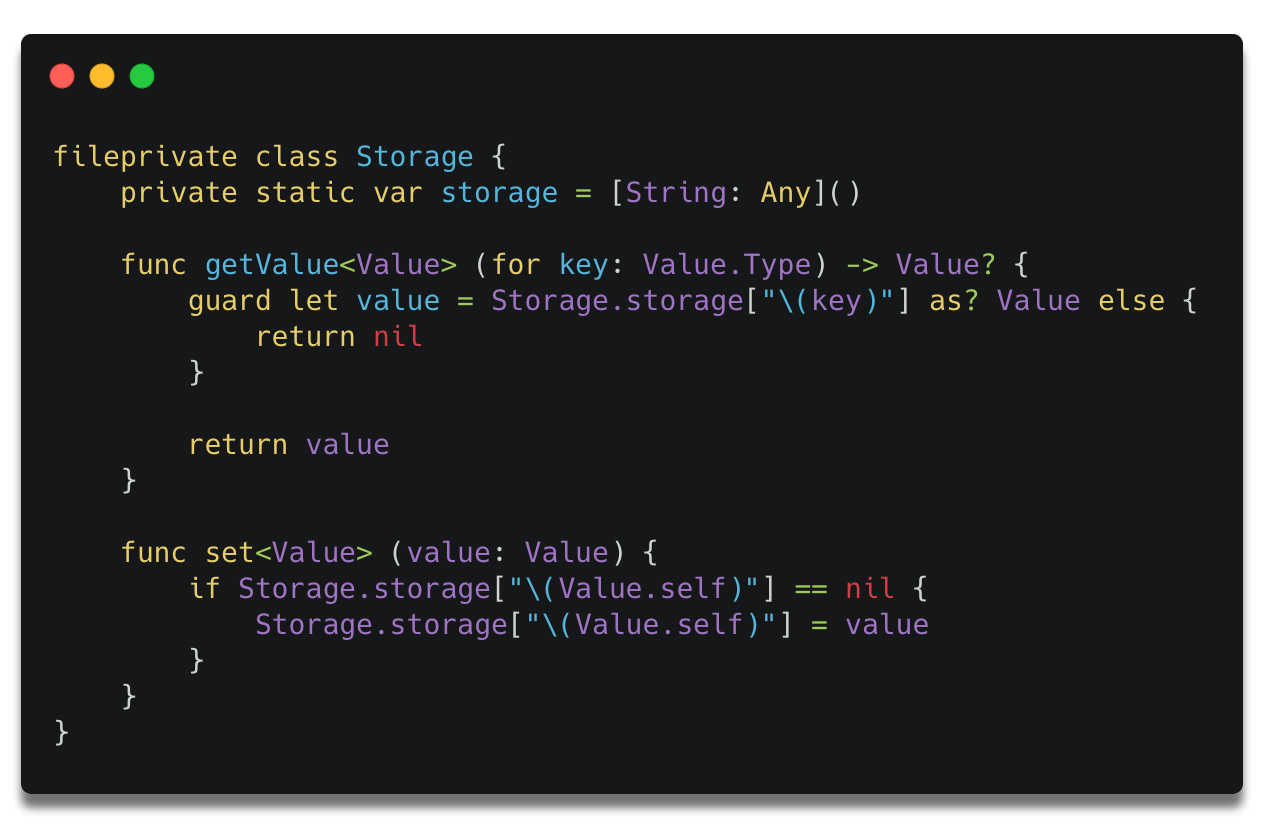 fileprivate class Storage {
    private static var storage = [String: Any]()

    func getValue<Value> (for key: Value.Type) -> Value? {
        guard let value = Storage.storage["\(key)"] as? Value else {
            return nil
        }

        return value
    }

    func set<Value> (value: Value) {
        if Storage.storage["\(Value.self)"] == nil {
            Storage.storage["\(Value.self)"] = value
        }
    }
}